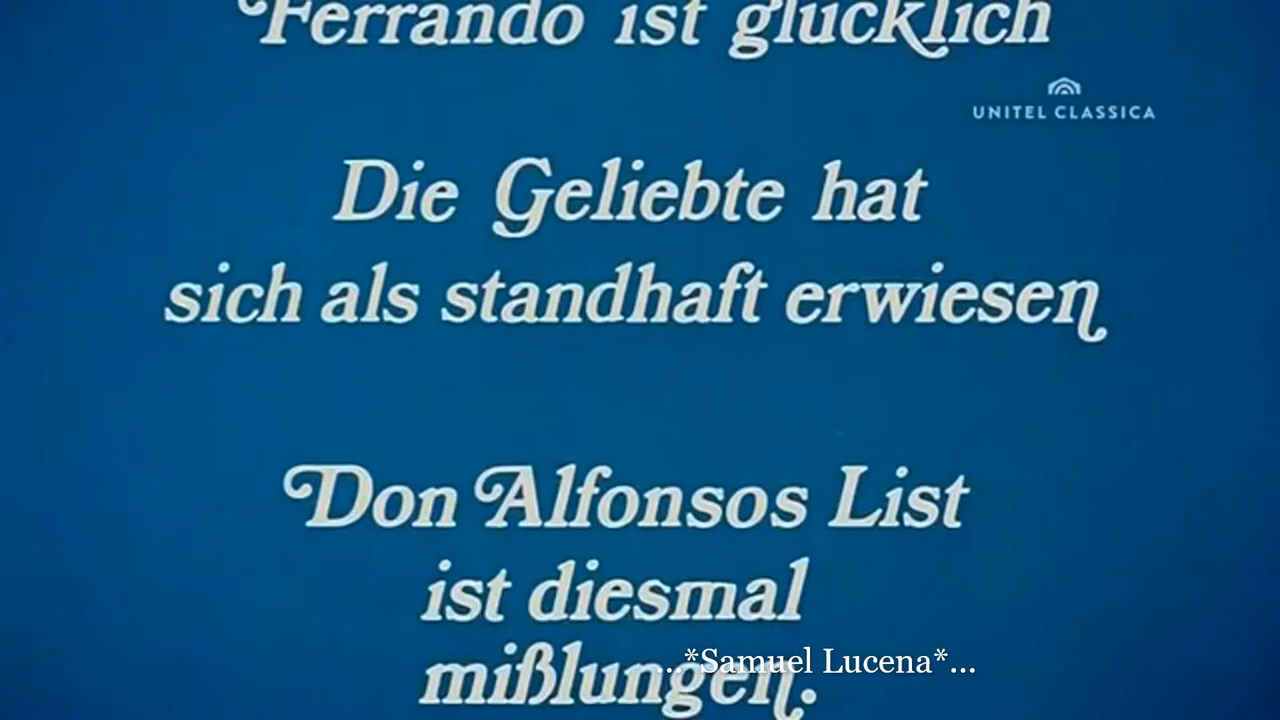 Ferrando ist glücklich
UNITEL CLASSICA
Die Geliebte hat
sich als standhaft erwiesen
Don Alfonsos List
ist diesmal
mißlungen.
...*Samuel Lucena*...